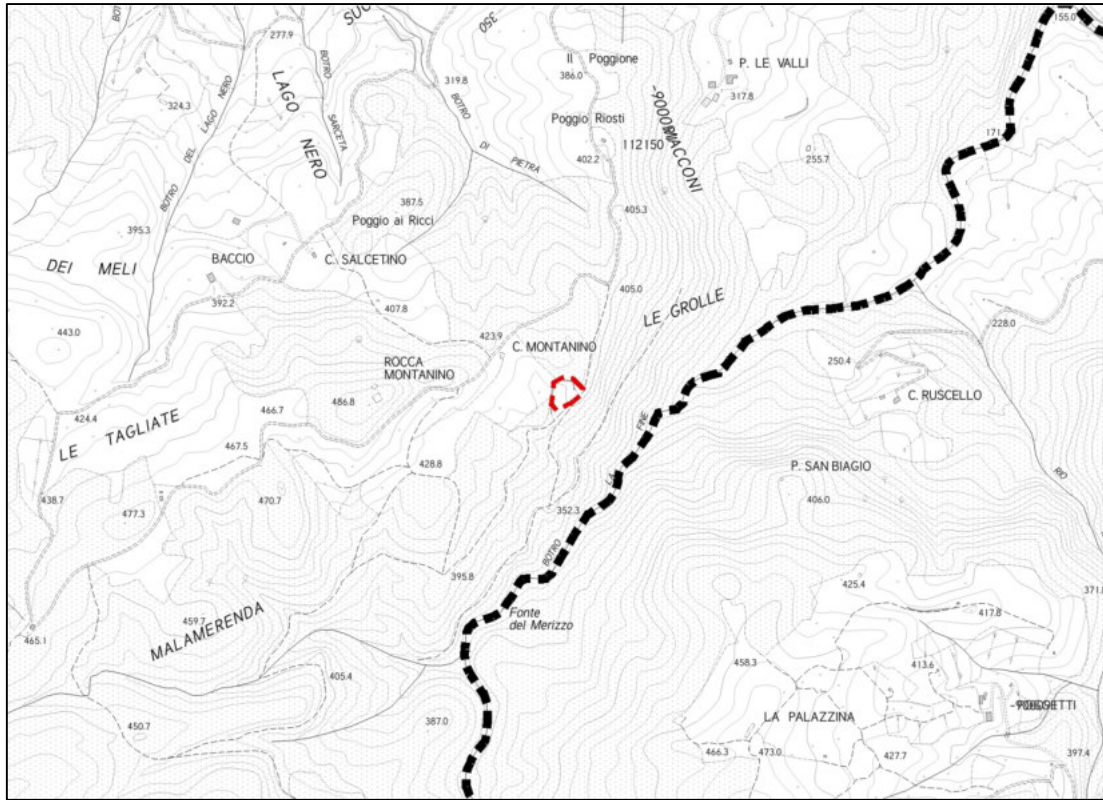 155.0
277.9
BOTRO
SARCETA
350
319.8
BOTRO
DI
PIETRA
Il Poggione
386.0
P. LE VALLI
317.8
324.3
BOTRO DEL LAGO NERO
LAGO
NERO
Poggio Riosti
112150
402.2
171
255.7
395.3
387.5
Poggio ai Ricci
405.3
DEI MELI
BACCIO
C. SALCETINO
392.2
407.8
405.0
LE GROLLE
443.0
423.9
C. MONTANINO
ROCCA
MONTANINO
486.8
228.0
250.4
C. RUSCELLO
424.4
LE TAGLIATE
466.7
467.5
428.8
BOTRO LA FINE
P. SAN BIAGIO
406.0
RIO
438.7
477.3
470.7
352.3
395.8
425.4
417.8
371.
459.7
MALAMERENDA
465.1
Fonte
del Merizzo
405.4
387.0
450.7
458.3
413.6
LA PALAZZINA
466.3
473.0
427.7
397.4